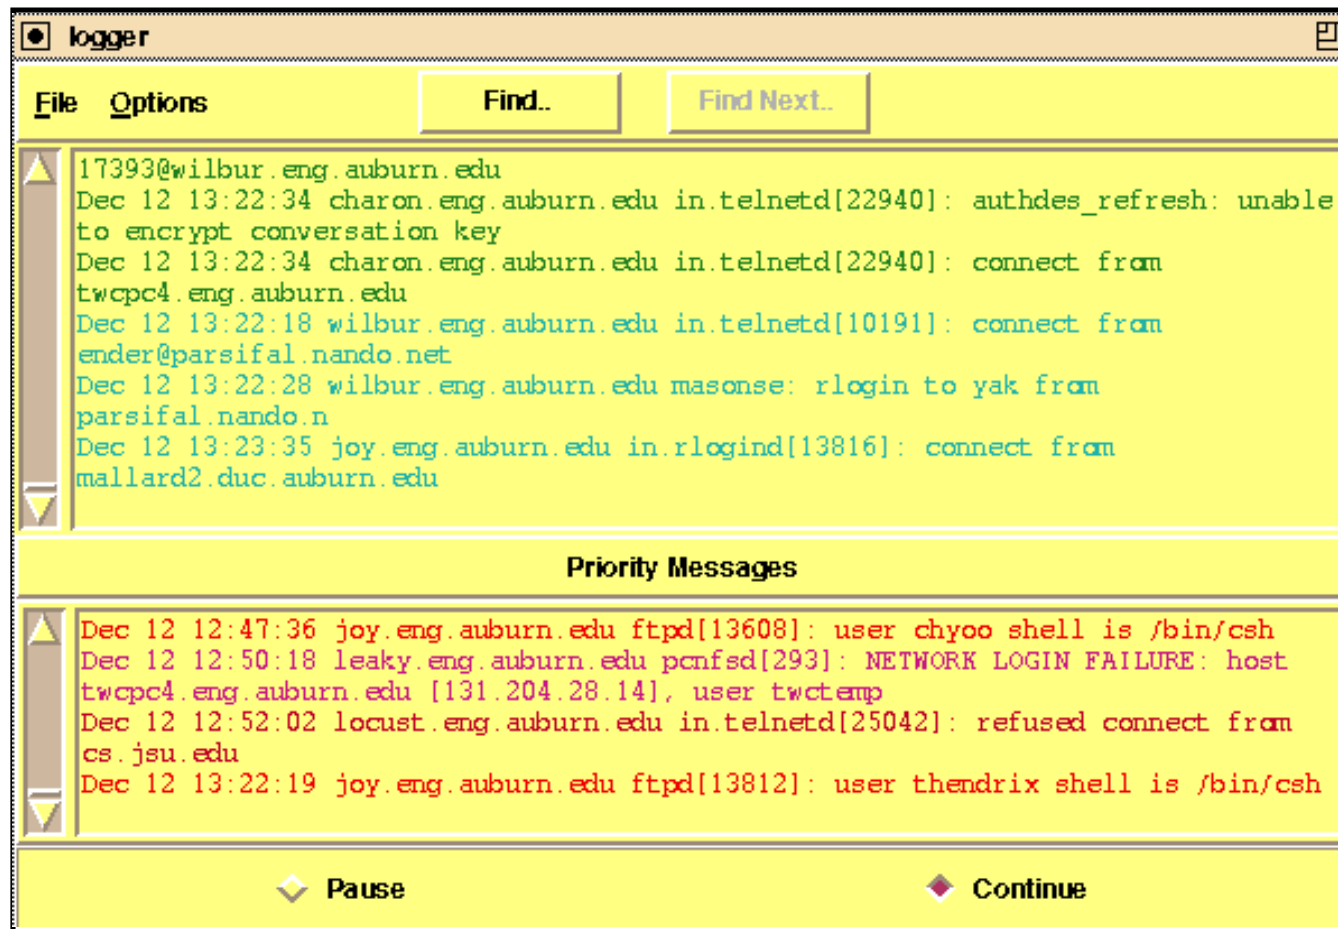 logger
File Options Find.. Find Next..
17393@wilbur.eng.auburn.edu
Dec 12 13:22:34 charon.eng.auburn.edu in.telnetd[22940]: authdes_refresh: unable
to encrypt conversation key
Dec 12 13:22:34 charon.eng.auburn.edu in.telnetd[22940]: connect from
twcpc4.eng.auburn.edu
Dec 12 13:22:18 wilbur.eng.auburn.edu in.telnetd[10191]: connect from
ender@parsifal.nando.net
Dec 12 13:22:28 wilbur.eng.auburn.edu masonse: rlogin to yak from
parsifal.nando.n
Dec 12 13:23:35 joy.eng.auburn.edu in.rlogind[13816]: connect from
mallard2.duc.auburn.edu
Priority Messages
Dec 12 12:47:36 joy.eng.auburn.edu ftpd[13608]: user chyoo shell is /bin/csh
Dec 12 12:50:18 leaky.eng.auburn.edu pcnfsd[293]: NETWORK LOGIN FAILURE: host
twcpc4.eng.auburn.edu [131.204.28.14], user twctemp
Dec 12 12:52:02 locust.eng.auburn.edu in.telnetd[25042]: refused connect from
cs.jsu.edu
Dec 12 13:22:19 joy.eng.auburn.edu ftpd[13812]: user thendrix shell is /bin/csh
Pause Continue